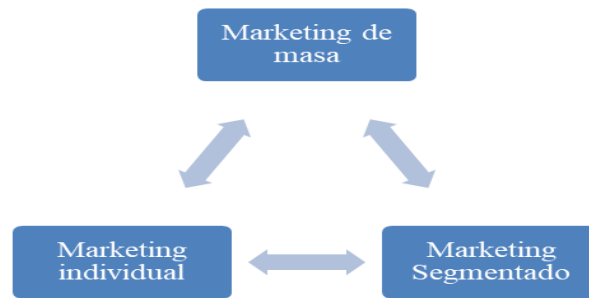 Marketing de
masa
Marketing
individual
Marketing
Segmentado